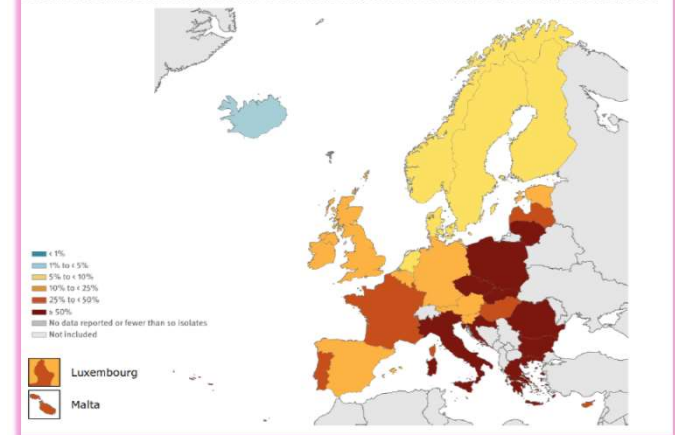 < 1%
1% to < 5%
5% to < 10%
10% to < 25%
25% to < 50%
≥ 50%
No data reported or fewer than 10 isolates
Not included
Luxembourg
Malta